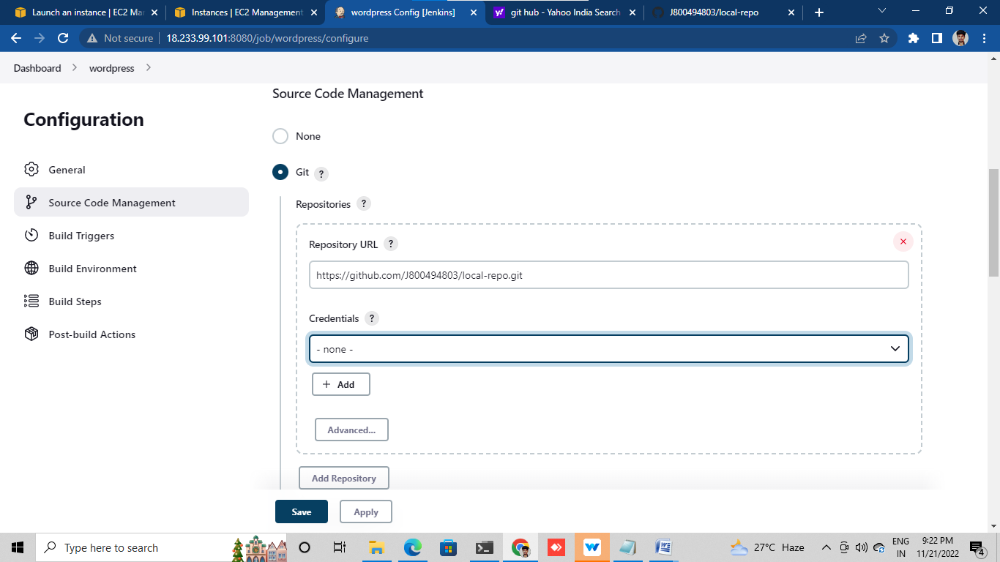 Launch an instance | EC2 Ma
Instances | EC2 Management
wordpress Config [Jenkins]
git hub - Yahoo India Search
J800494803/local-repo
Not secure
18.233.99.101:8080/job/wordpress/configure
Dashboard
wordpress
Configuration
General
Source Code Management
Build Triggers
Build Environment
Build Steps
Post-build Actions
Source Code Management
None
Git ?
Repositories ?
Repository URL ?
https://github.com/J800494803/local-repo.git
Credentials ?
- none -
+ Add
Advanced...
Add Repository
Save
Apply
Type here to search
27°C Haze
ENG
IN
9:22 PM
11/21/2022
4